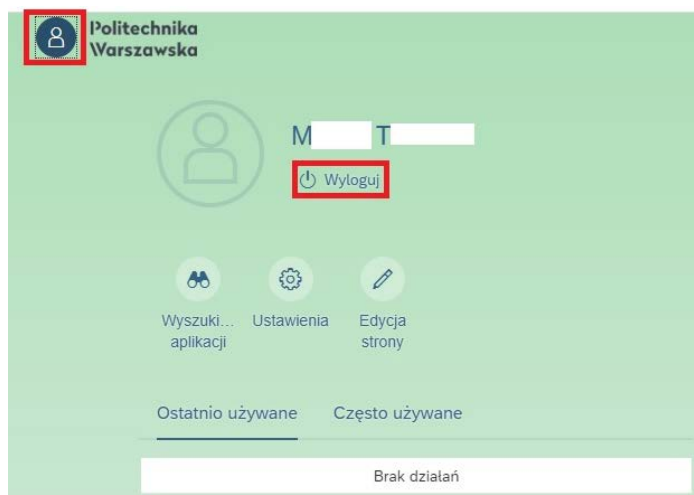 Politechnika
Warszawska
M T
Wyloguj
Wyszuki... Ustawienia Edycja
aplikacji strony
Ostatnio używane Często używane
Brak działań